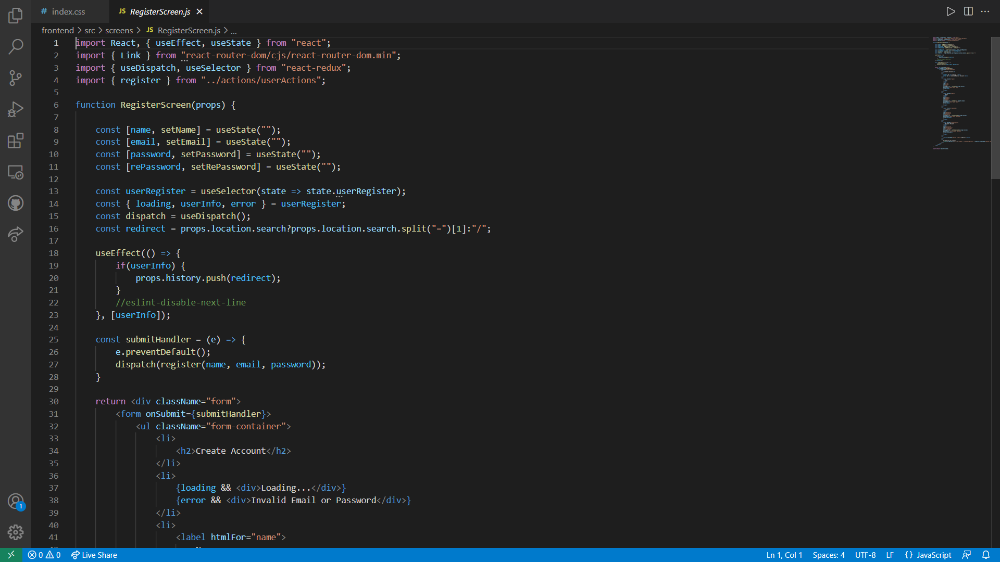 # index.css
JS RegisterScreen.js
frontend > src > screens > JS RegisterScreen.js > ...
1 import React, { useEffect, useState } from "react";
2 import { Link } from "react-router-dom/cjs/react-router-dom.min";
3 import { useDispatch, useSelector } from "react-redux";
4 import { register } from "../actions/userActions";
5
6 function RegisterScreen(props) {
7
8     const [name, setName] = useState("");
9     const [email, setEmail] = useState("");
10     const [password, setPassword] = useState("");
11     const [rePassword, setRePassword] = useState("");
12
13     const userRegister = useSelector(state => state.userRegister);
14     const { loading, userInfo, error } = userRegister;
15     const dispatch = useDispatch();
16     const redirect = props.location.search?props.location.search.split("=")[1]:"/";
17
18     useEffect(() => {
19         if(userInfo) {
20             props.history.push(redirect);
21         }
22         //eslint-disable-next-line
23     }, [userInfo]);
24
25     const submitHandler = (e) => {
26         e.preventDefault();
27         dispatch(register(name, email, password));
28     }
29
30     return <div className="form">
31         <form onSubmit={submitHandler}>
32             <ul className="form-container">
33                 <li>
34                     <h2>Create Account</h2>
35                 </li>
36                 <li>
37                     {loading && <div>Loading...</div>}
38                     {error && <div>Invalid Email or Password</div>}
39                 </li>
40                 <li>
41                     <label htmlFor="name">
1
0 0 Live Share
Ln 1, Col 1 Spaces: 4 UTF-8 LF {} JavaScript